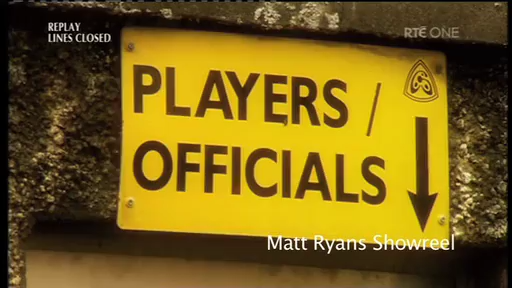 REPLAY
LINES CLOSED
RTÉ ONE
PLAYERS /
OFFICIALS
Matt Ryans Showreel